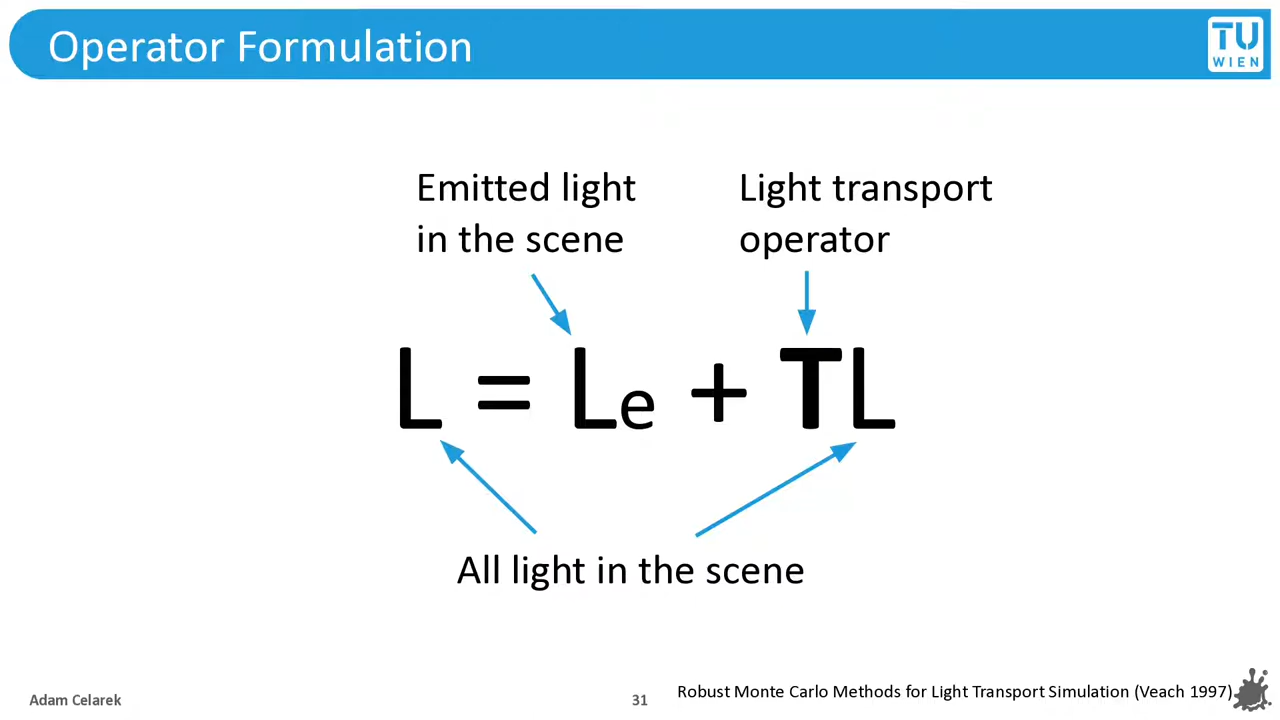 Operator Formulation
TU
WIEN
Emitted light
in the scene
Light transport
operator
L = Le + TL
All light in the scene
Adam Celarek
31
Robust Monte Carlo Methods for Light Transport Simulation (Veach 1997)